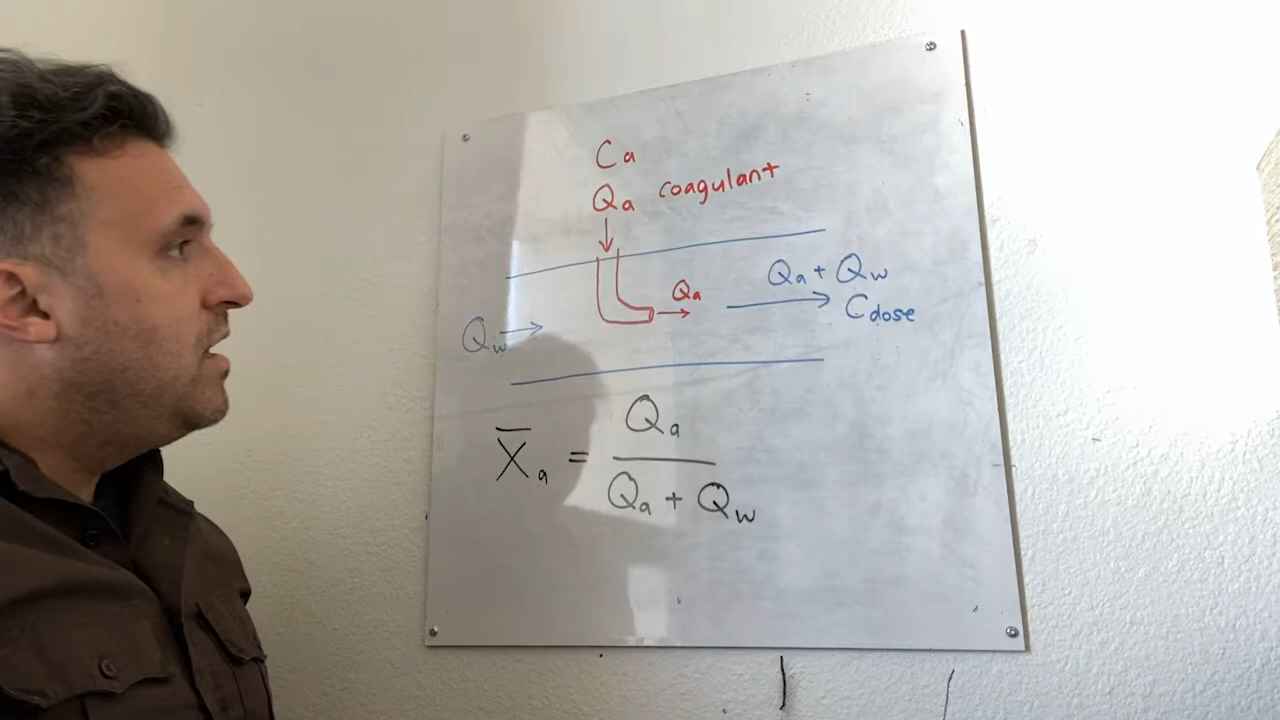 Ca
Qa coagulant
Qa + Qw
Qa
Cdose
Qw
X̄a = Qa / Qa + Qw